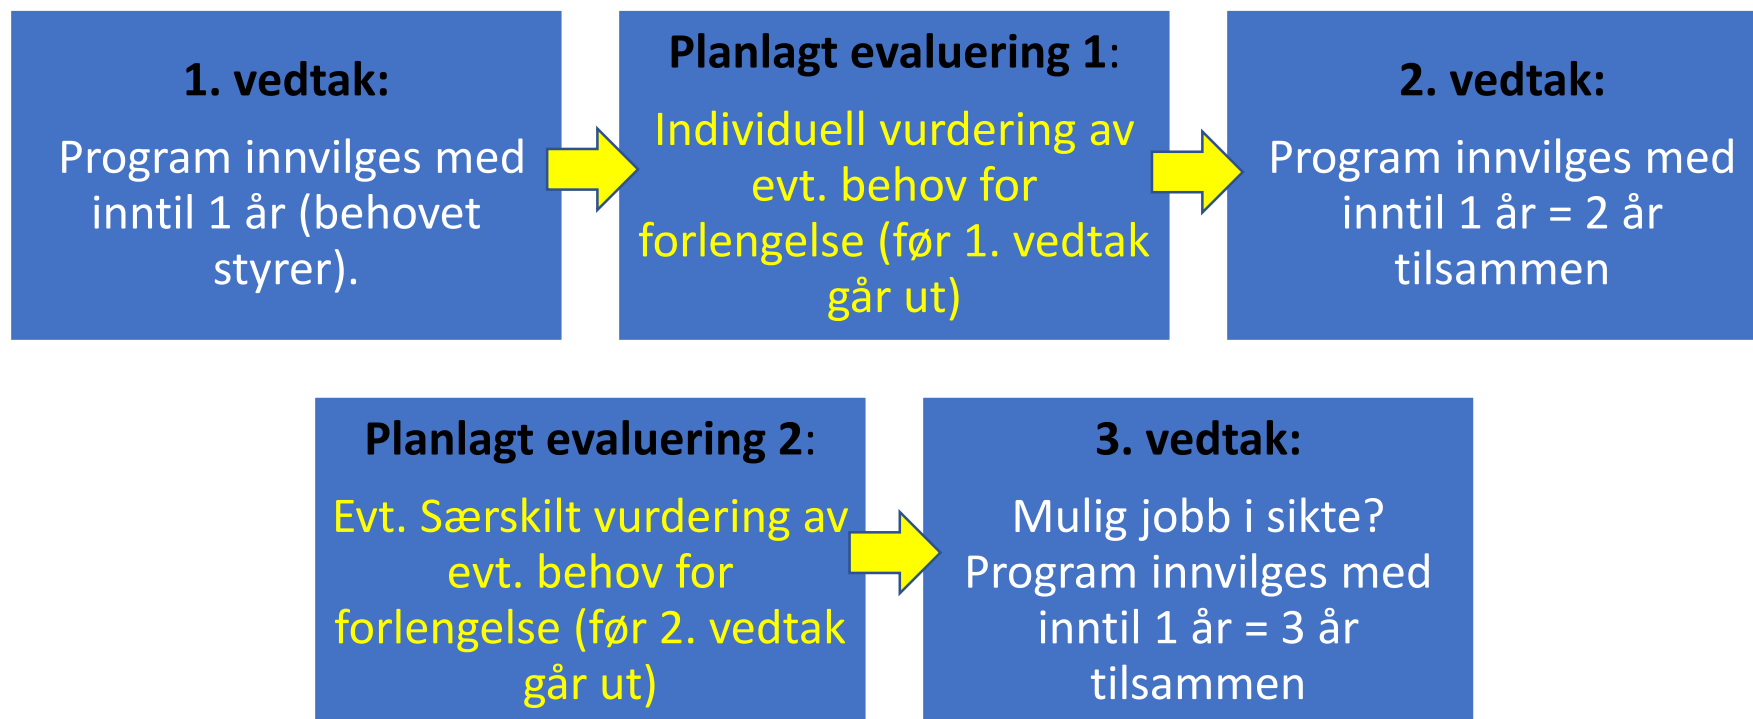 1. vedtak:
Program innvilges med
inntil 1 år (behovet
styrer).
Planlagt evaluering 1:
Individuell vurdering av
evt. behov for
forlengelse (før 1. vedtak
går ut)
2. vedtak:
Program innvilges med
inntil 1 år = 2 år
tilsammen
Planlagt evaluering 2:
Evt. Særskilt vurdering av
evt. behov for
forlengelse (før 2. vedtak
går ut)
3. vedtak:
Mulig jobb i sikte?
Program innvilges med
inntil 1 år = 3 år
tilsammen